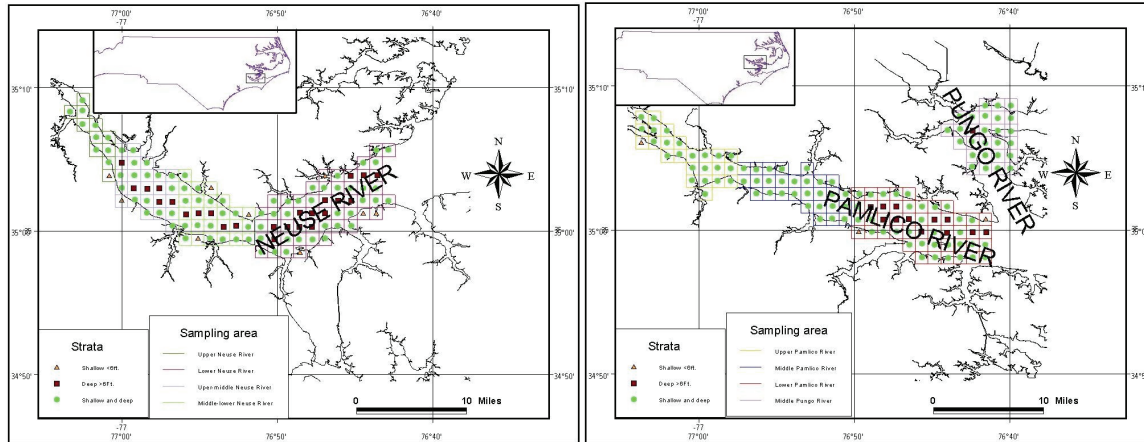 77°00'
76°50'
76°40'
-77
35°10'
N
W E
S
NEUSE RIVER
35°05'
Strata
Shallow <6ft.
Deep >6Ft.
Shallow and deep
Sampling area
Upper Neuse River
Lower Neuse River
Uper-middle Neuse River
Middle-lower Neuse River
34°50'
0 10 Miles
77°00'
-77
77°00'
76°50'
76°40'
77°00'
-77
76°50'
76°40'
35°10'
35°10'
PUNGO RIVER
N
W E
S
PAMLICO RIVER
35°05'
35°05'
Strata
Shallow <6ft.
Deep >6Ft.
Shallow and deep
Sampling area
Upper Pamlico River
Middle Pamlico River
Lower Pamlico River
Middle Pungo River
34°50'
34°50'
0 10 Miles
77°00'
-77
76°50'
76°40'